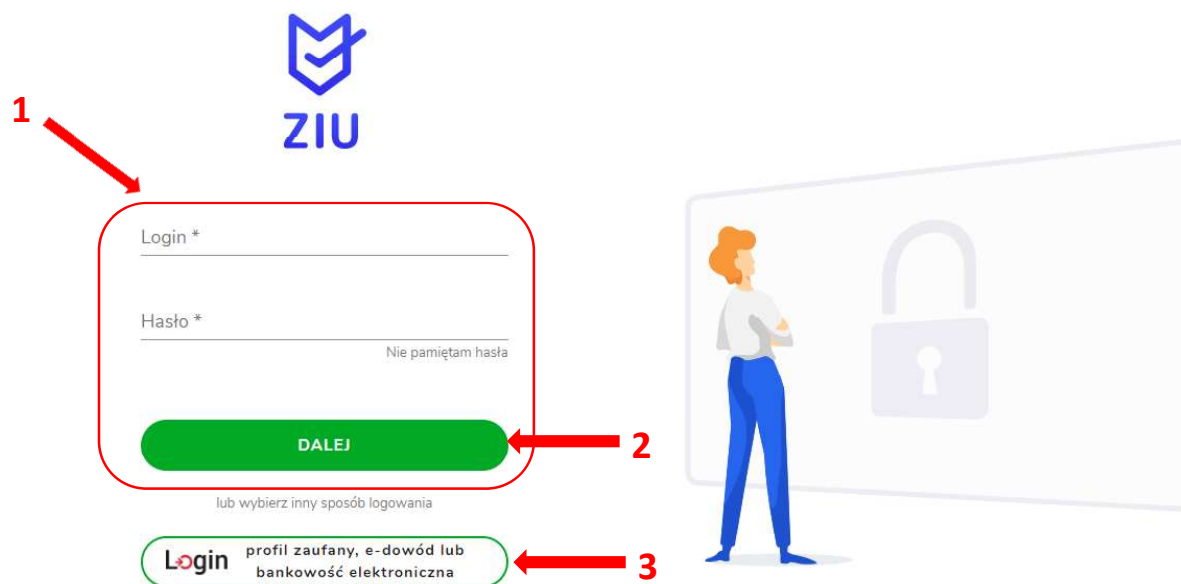 ZIU
1
Login *
Hasło *
Nie pamiętam hasła
DALEJ
2
lub wybierz inny sposób logowania
Login profil zaufany, e-dowód lub
bankowość elektroniczna
3